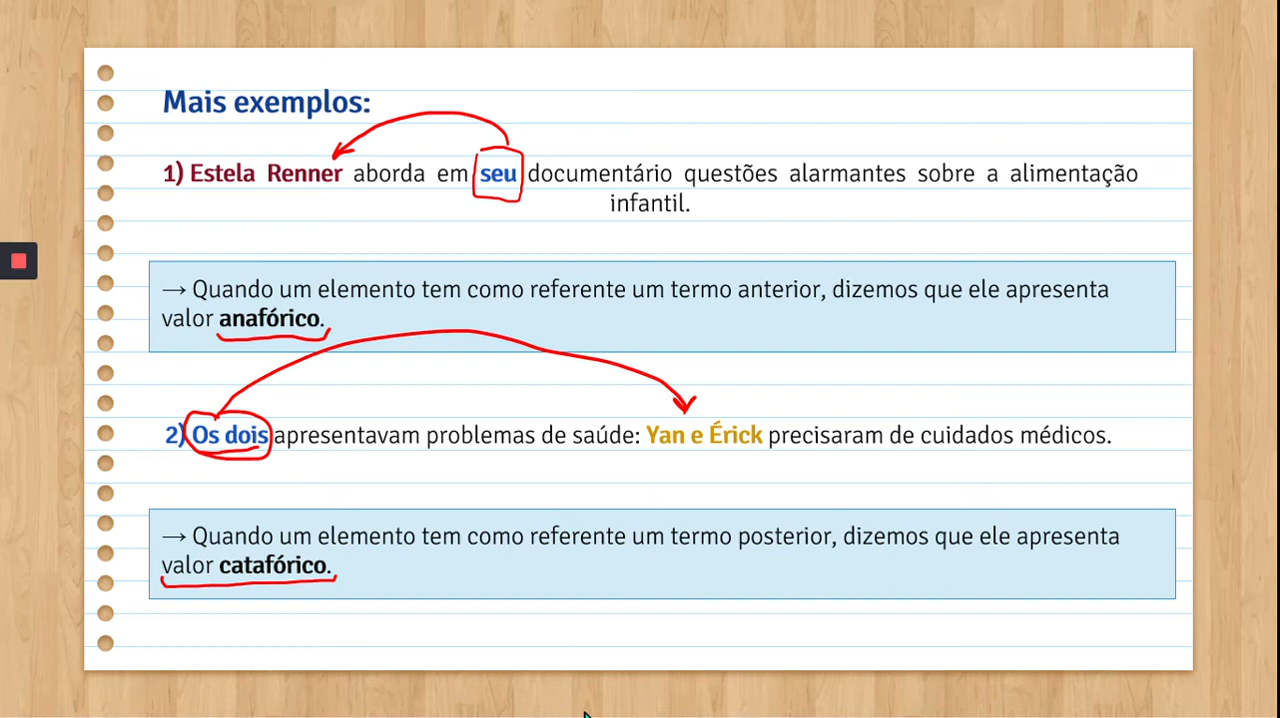 Mais exemplos:
1) Estela Renner aborda em seu documentário questões alarmantes sobre a alimentação
infantil.
→ Quando um elemento tem como referente um termo anterior, dizemos que ele apresenta
valor anafórico.
2) Os dois apresentavam problemas de saúde: Yan e Érick precisaram de cuidados médicos.
→ Quando um elemento tem como referente um termo posterior, dizemos que ele apresenta
valor catafórico.